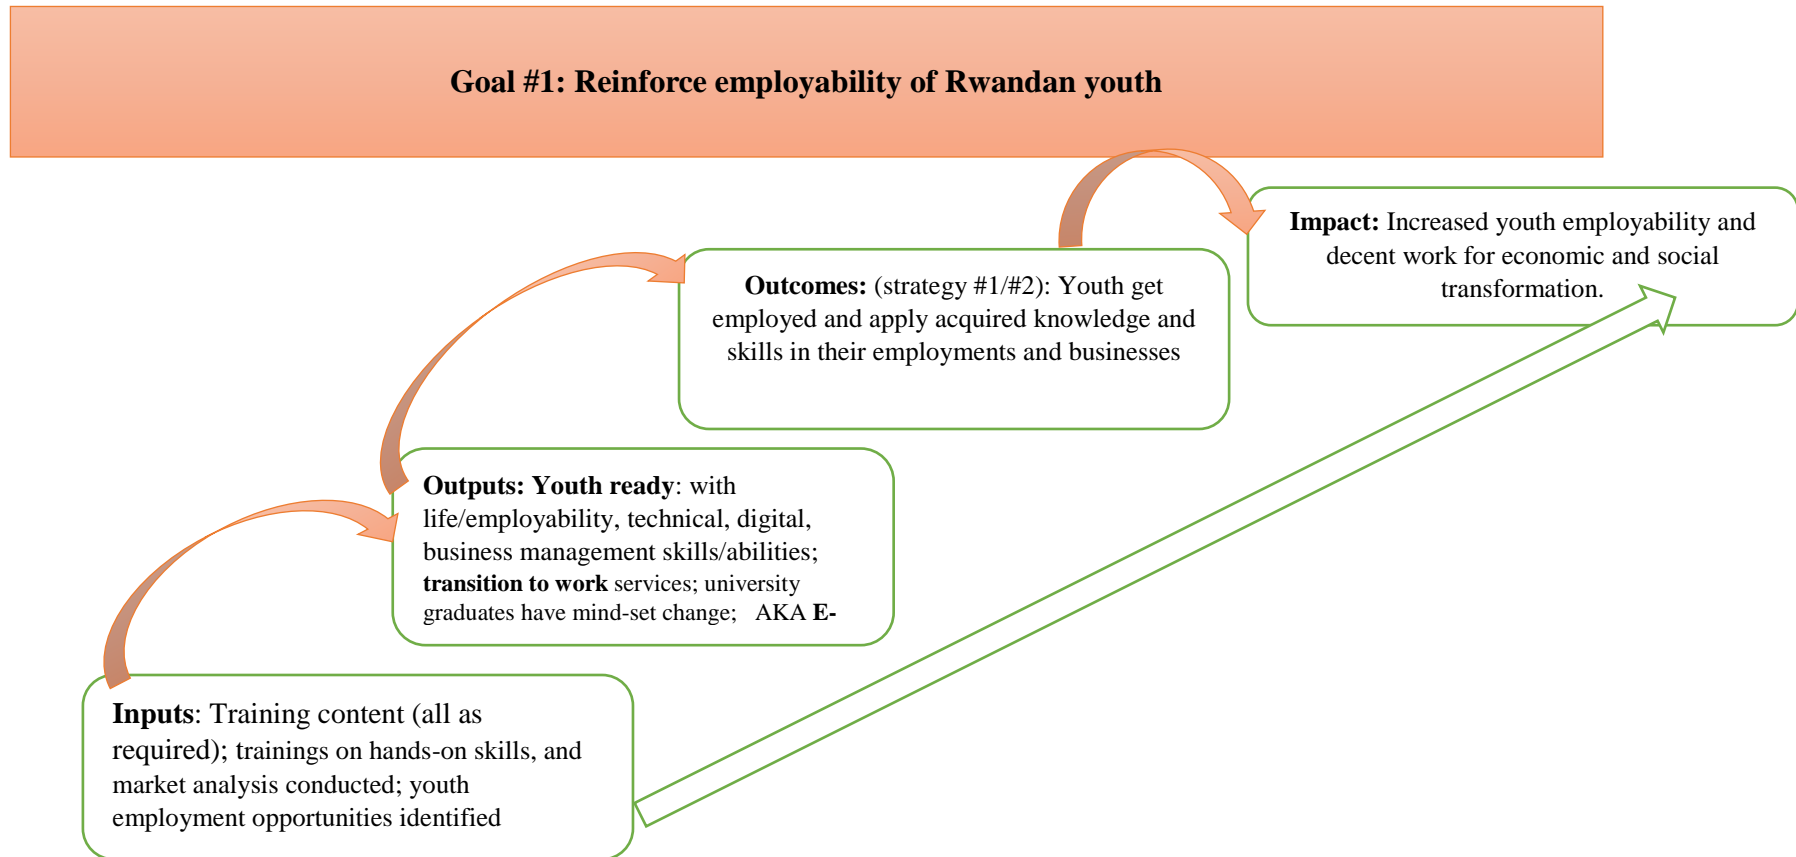 Goal #1: Reinforce employability of Rwandan youth
Impact: Increased youth employability and
decent work for economic and social
transformation.
Outcomes: (strategy #1/#2): Youth get
employed and apply acquired knowledge and
skills in their employments and businesses
Outputs: Youth ready: with
life/employability, technical, digital,
business management skills/abilities;
transition to work services; university
graduates have mind-set change; AKA E-
Inputs: Training content (all as
required); trainings on hands-on skills, and
market analysis conducted; youth
employment opportunities identified